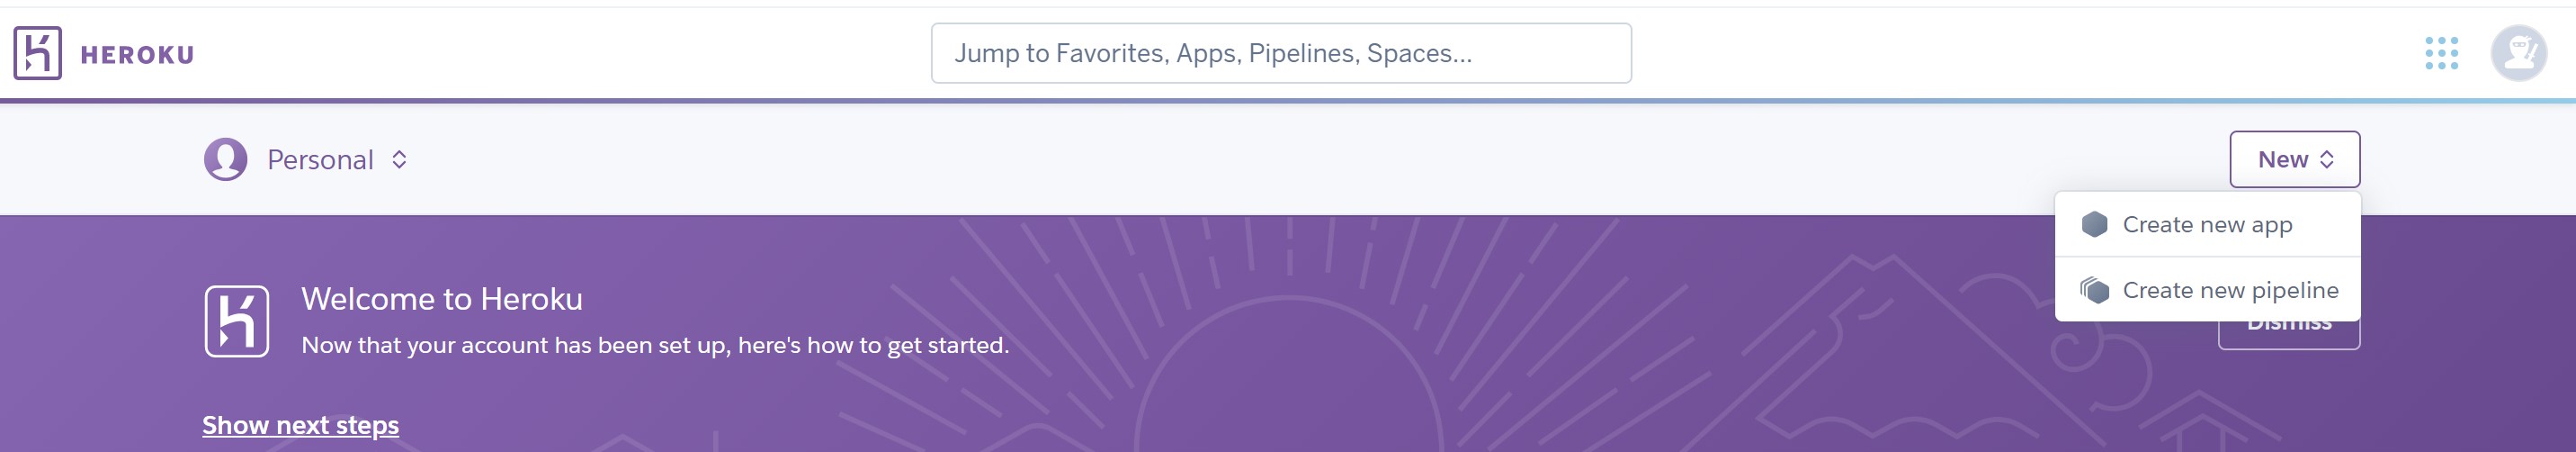 HEROKU
Jump to Favorites, Apps, Pipelines, Spaces...
Personal
New
Create new app
Create new pipeline
Dismiss
Welcome to Heroku
Now that your account has been set up, here's how to get started.
Show next steps